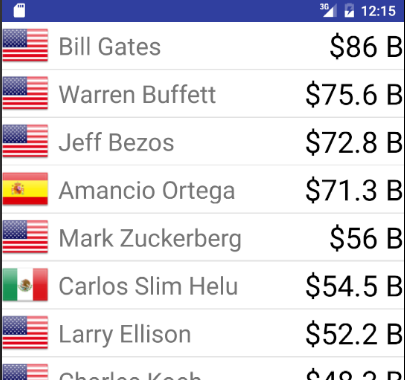 3G 12:15
Bill Gates $86 B
Warren Buffett $75.6 B
Jeff Bezos $72.8 B
Amancio Ortega $71.3 B
Mark Zuckerberg $56 B
Carlos Slim Helu $54.5 B
Larry Ellison $52.2 B
Charles Koch $48.3 B